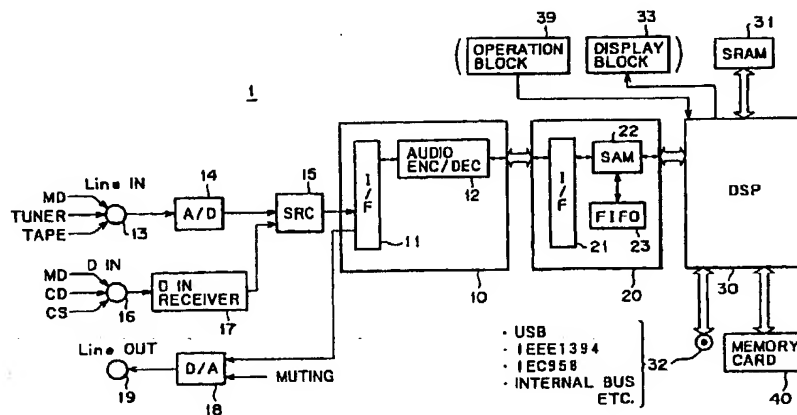 39
33
31
OPERATION BLOCK
DISPLAY BLOCK
SRAM
1
14
15
22
Line IN
MD
TUNER
TAPE
13
A/D
SRC
I/F
AUDIO ENC/DEC
12
11
10
I/F
SAM
FIFO
21
23
20
DSP
30
D IN
MD
CD
CS
16
D IN RECEIVER
17
Line OUT
19
D/A
18
MUTING
· USB
· IEEE1394
· IEC958
· INTERNAL BUS
ETC.
32
MEMORY CARD
40